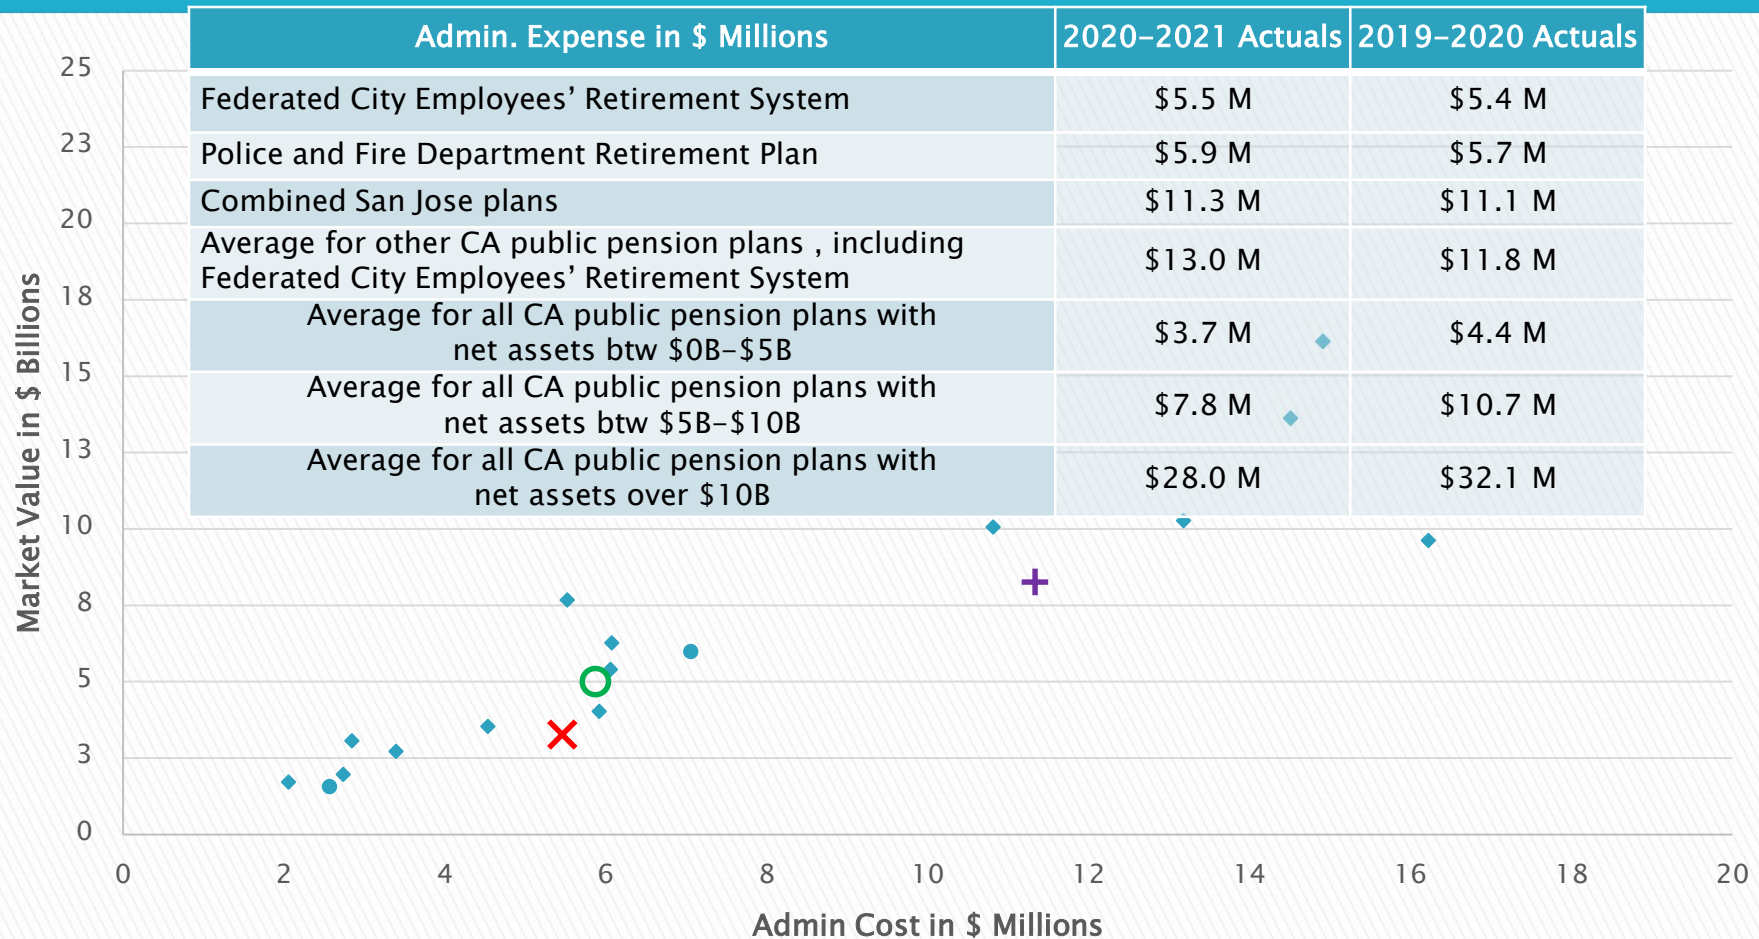 Admin. Expense in $ Millions 2020-2021 Actuals 2019-2020 Actuals
Federated City Employees’ Retirement System $5.5 M $5.4 M
Police and Fire Department Retirement Plan $5.9 M $5.7 M
Combined San Jose plans $11.3 M $11.1 M
Average for other CA public pension plans , including
Federated City Employees’ Retirement System $13.0 M $11.8 M
Average for all CA public pension plans with
net assets btw $0B-$5B $3.7 M $4.4 M
Average for all CA public pension plans with
net assets btw $5B-$10B $7.8 M $10.7 M
Average for all CA public pension plans with
net assets over $10B $28.0 M $32.1 M
Market Value in $ Billions
25
23
20
18
15
13
10
8
5
3
0
0 2 4 6 8 10 12 14 16 18 20
Admin Cost in $ Millions